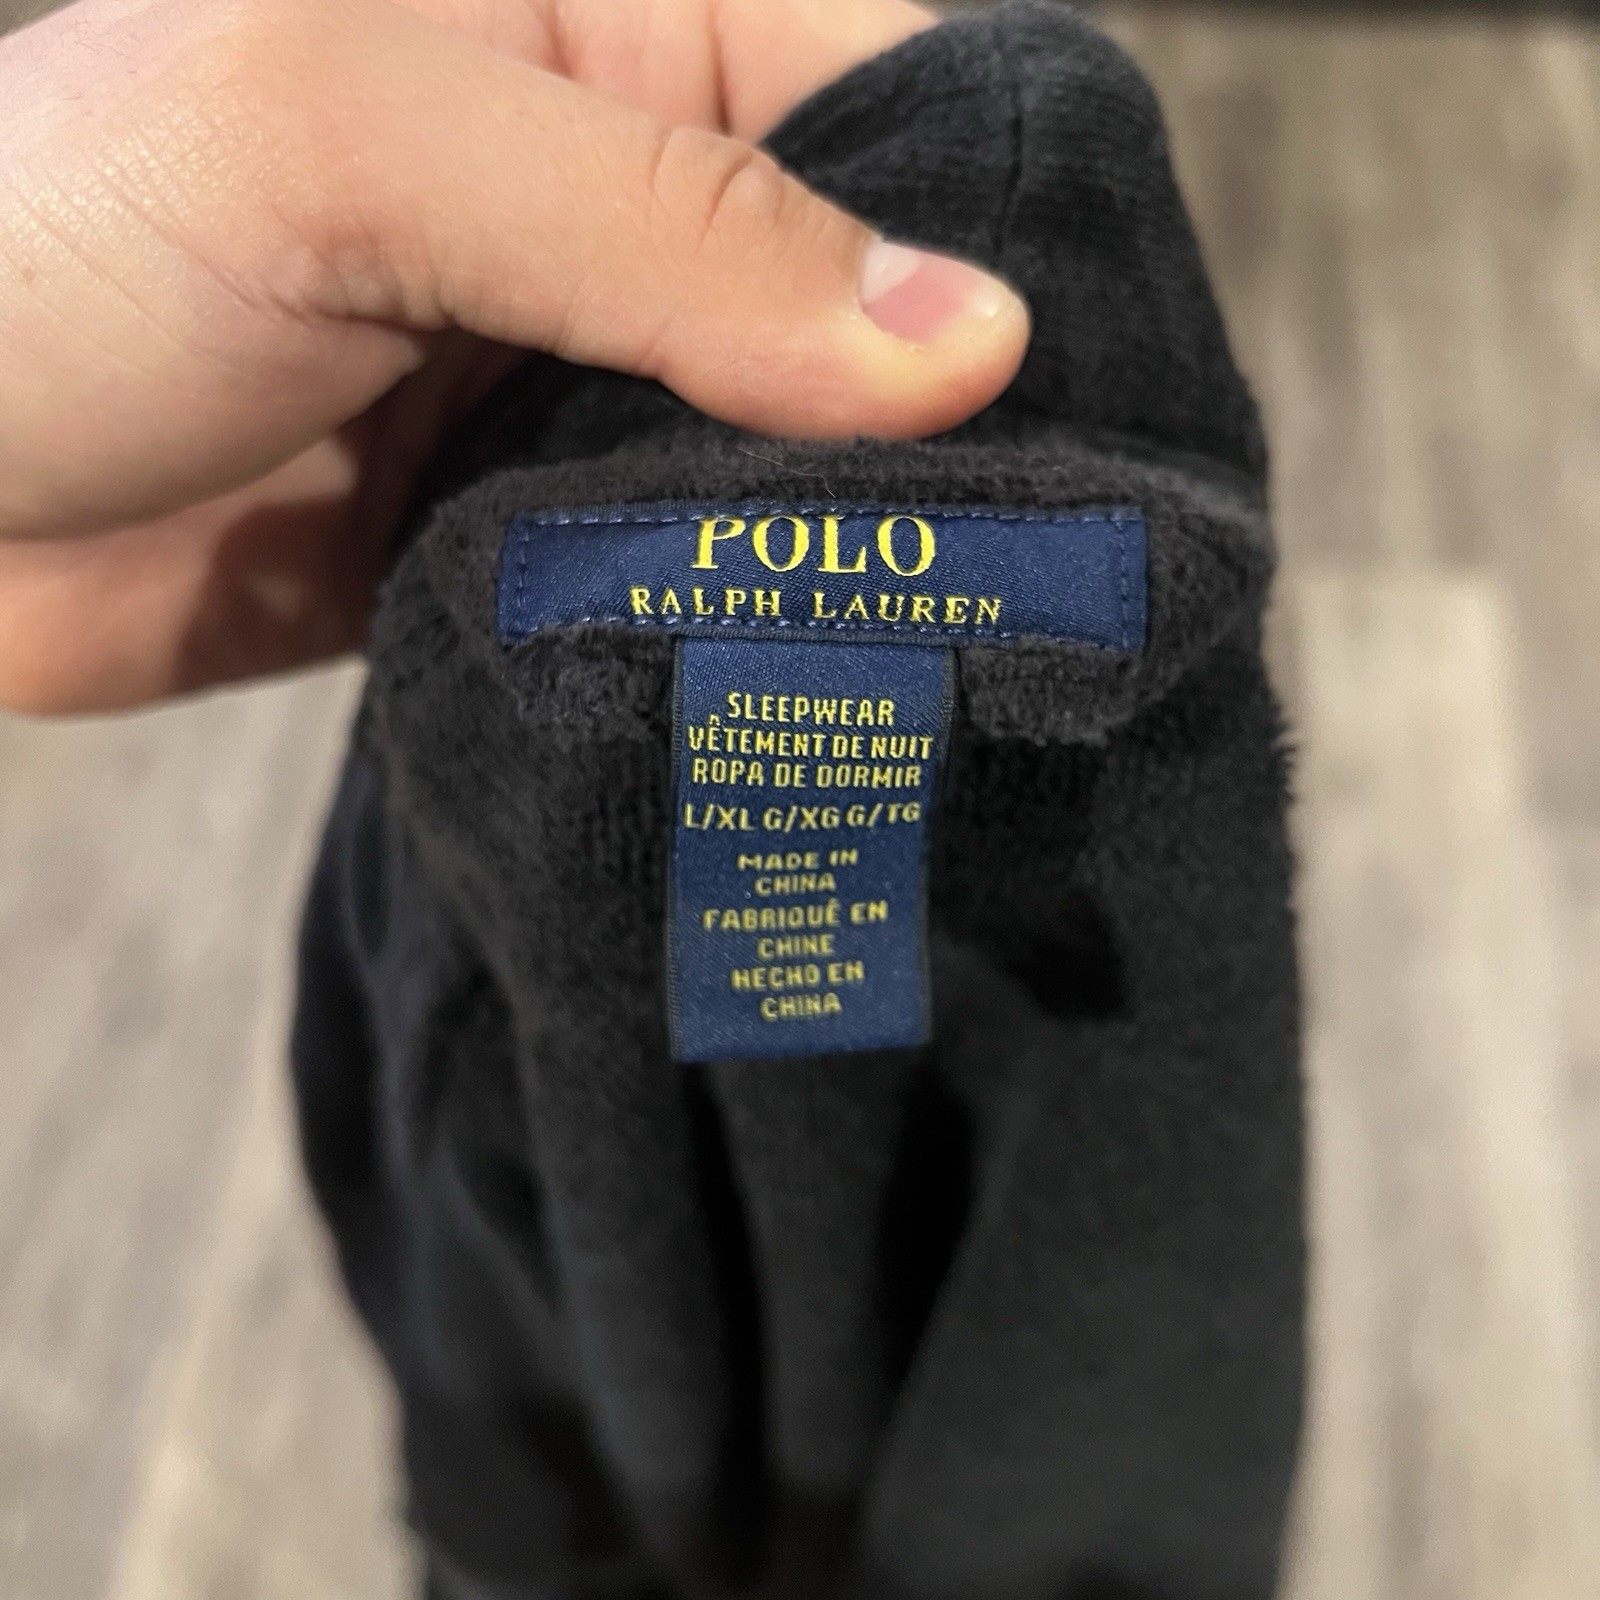 POLO
RALPH LAUREN
SLEEPWEAR
VÊTEMENT DE NUIT
ROPA DE DORMIR
L/XL G/XG G/TG
MADE IN
CHINA
FABRIQUÉ EN
CHINE
HECHO EN
CHINA